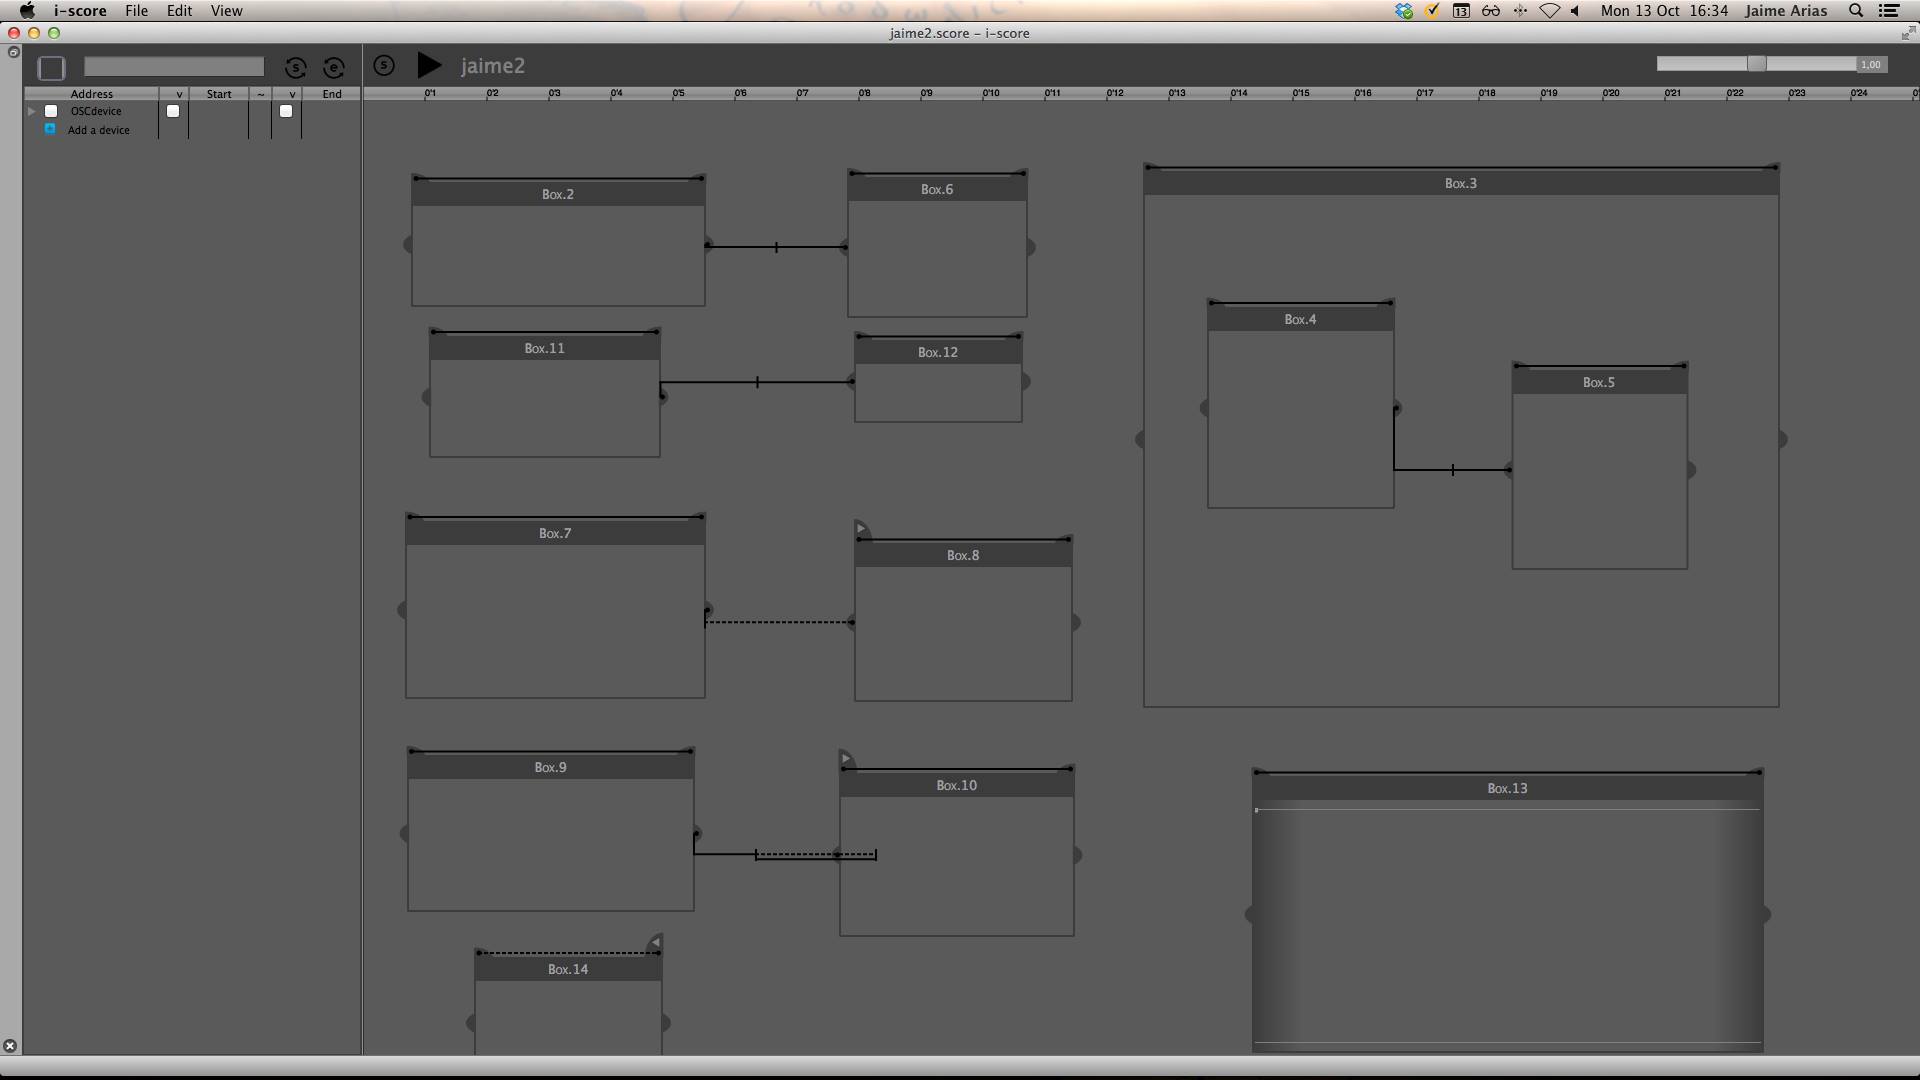 i-score File Edit View 13 Mon 13 Oct 16:34 Jaime Arias
jaime2.score – i-score
S e S jaime2 1,00
Address v Start ~ v End
0'1 0'2 0'3 0'4 0'5 0'6 0'7 0'8 0'9 0'10 0'11 0'12 0'13 0'14 0'15 0'16 0'17 0'18 0'19 0'20 0'21 0'22 0'23 0'24
OSCdevice
Add a device
Box.2
Box.6
Box.3
Box.11
Box.12
Box.4
Box.5
Box.7
Box.8
Box.9
Box.10
Box.13
Box.14